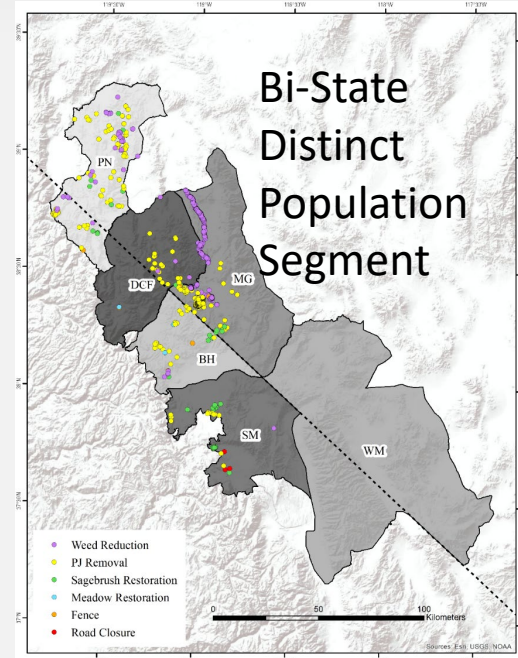 Bi-State
Distinct
Population
Segment
PN
DCF
MG
BH
SM
WM
Weed Reduction
PJ Removal
Sagebrush Restoration
Meadow Restoration
Fence
Road Closure
0 50 100
Kilometers
Sources: Esri, USGS, NOAA